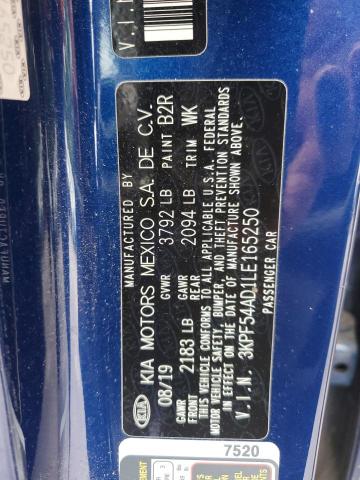 V.I.N
MANUFACTURED BY
KIA MOTORS MEXICO S.A. DE C.V.
08/19 GVWR 3792 LB PAINT B2R
GAWR FRONT 2183 LB GAWR REAR 2094 LB TRIM WK
THIS VEHICLE CONFORMS TO ALL APPLICABLE U.S.A. FEDERAL
MOTOR VEHICLE SAFETY, BUMPER, AND THEFT PREVENTION STANDARDS
IN EFFECT ON THE DATE OF MANUFACTURE SHOWN ABOVE.
V.I.N. 3KPF54AD1LE165250
PASSENGER CAR
KIA
7520